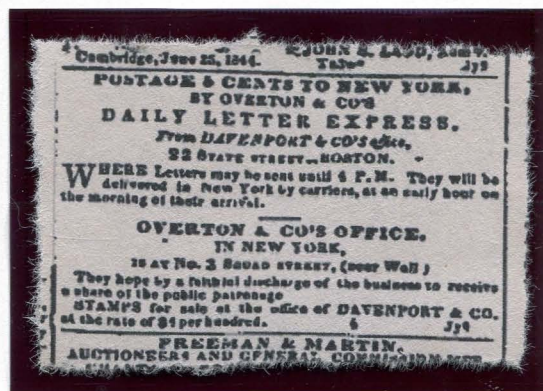 JOHN
Cambridge, June 25, 1844.
POSTAGE 5 CENTS TO NEW YORK,
BY OVERTON & CO'S
DAILY LETTER EXPRESS.
From DAVENPORT & CO'S office,
22 STATE STREET—BOSTON.
WHERE Letters may be sent until 4 P.M. They will be
delivered in New York by carriers, at an early hour on
the morning of their arrival.
OVERTON & CO'S OFFICE,
IN NEW YORK,
IS AT No. 3 BROAD STREET, (near Wall)
They hope by a faithful discharge of the business to receive
a share of the public patronage
STAMPS for sale at the office of DAVENPORT & CO.
at the rate of $4 per hundred.
FREEMAN & MARTIN,
AUCTIONEERS AND GENERAL COMMISSION MER